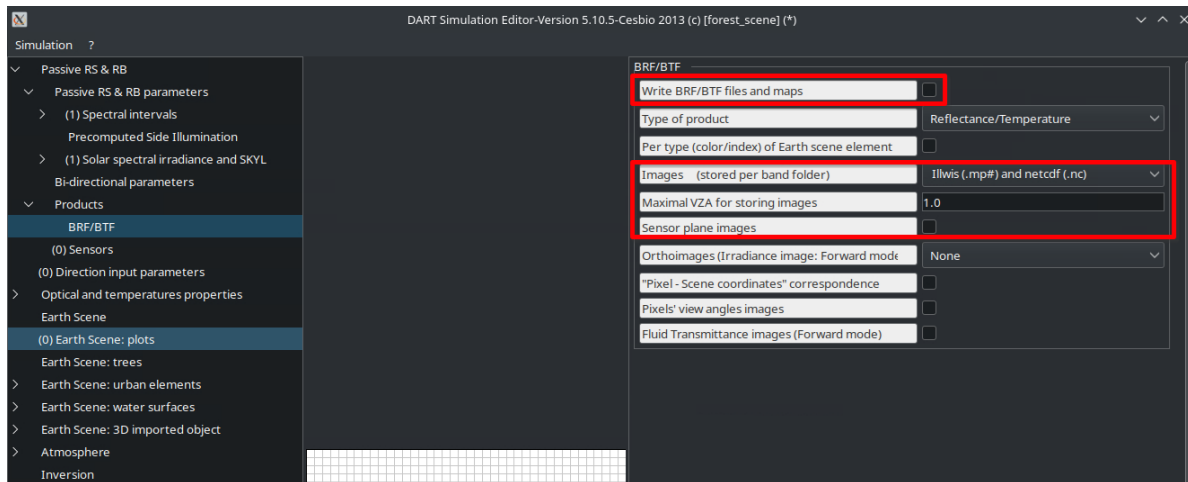 DART Simulation Editor-Version 5.10.5-Cesbio 2013 (c) [forest_scene] (*)
Simulation ?
Passive RS & RB
Passive RS & RB parameters
(1) Spectral intervals
Precomputed Side Illumination
(1) Solar spectral irradiance and SKYL
Bi-directional parameters
Products
BRF/BTF
(0) Sensors
(0) Direction input parameters
Optical and temperatures properties
Earth Scene
(0) Earth Scene: plots
Earth Scene: trees
Earth Scene: urban elements
Earth Scene: water surfaces
Earth Scene: 3D imported object
Atmosphere
Inversion
BRF/BTF
Write BRF/BTF files and maps
Type of product Reflectance/Temperature
Per type (color/index) of Earth scene element
Images (stored per band folder) Illwis (.mp#) and netcdf (.nc)
Maximal VZA for storing images 1.0
Sensor plane images
Orthoimages (Irradiance image: Forward mode None
"Pixel - Scene coordinates" correspondence
Pixels' view angles images
Fluid Transmittance images (Forward mode)